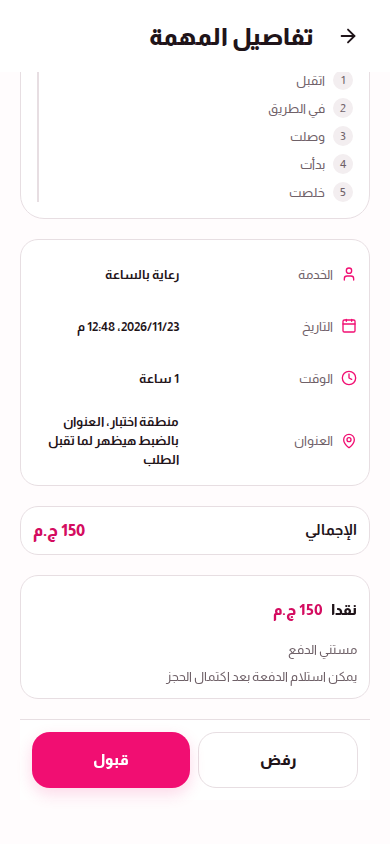 تفاصيل المهمة
1 اتقبل
2 في الطريق
3 وصلت
4 بدأت
5 خلصت
الخدمة رعاية بالساعة
التاريخ 2026/11/23، 12:48 م
الوقت 1 ساعة
العنوان منطقة اختبار، العنوان
بالضبط هيظهر لما تقبل
الطلب
الإجمالي 150 ج.م
نقدا 150 ج.م
مستني الدفع
يمكن استلام الدفعة بعد اكتمال الحجز
رفض قبول